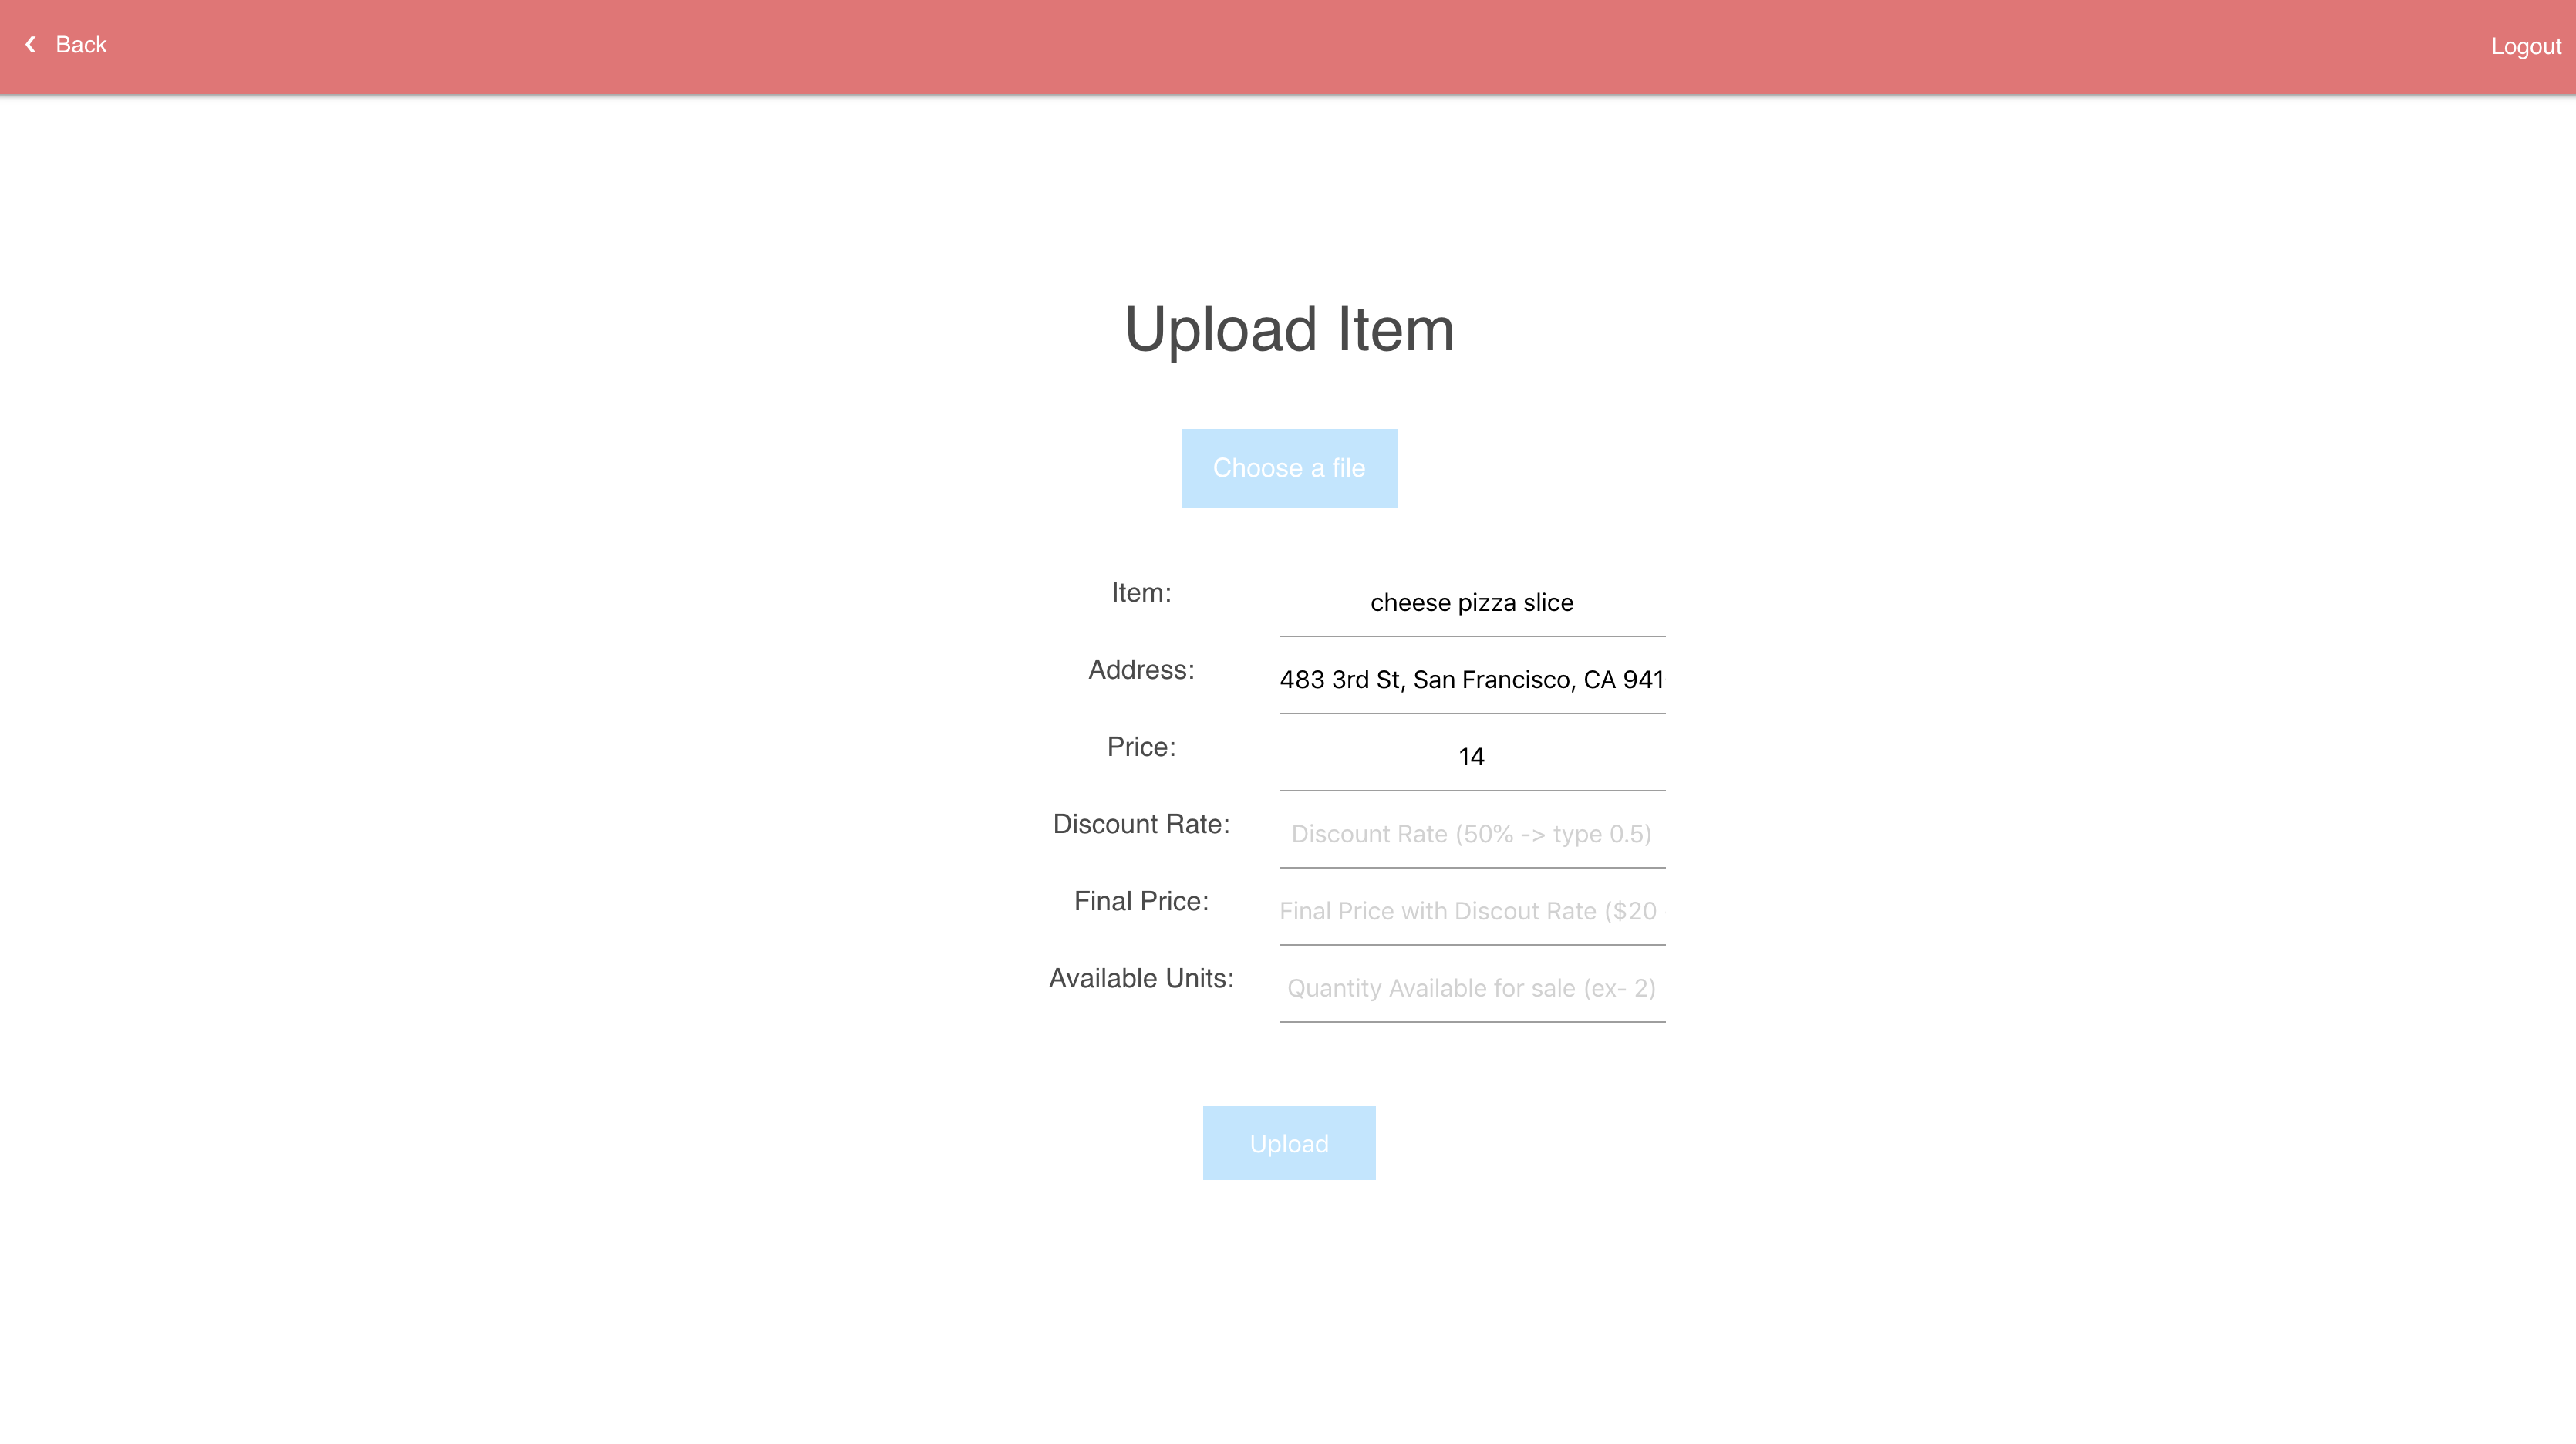 Back
Logout
Upload Item
Choose a file
Item: cheese pizza slice
Address: 483 3rd St, San Francisco, CA 941
Price: 14
Discount Rate: Discount Rate (50% -> type 0.5)
Final Price: Final Price with Discout Rate ($20
Available Units: Quantity Available for sale (ex- 2)
Upload